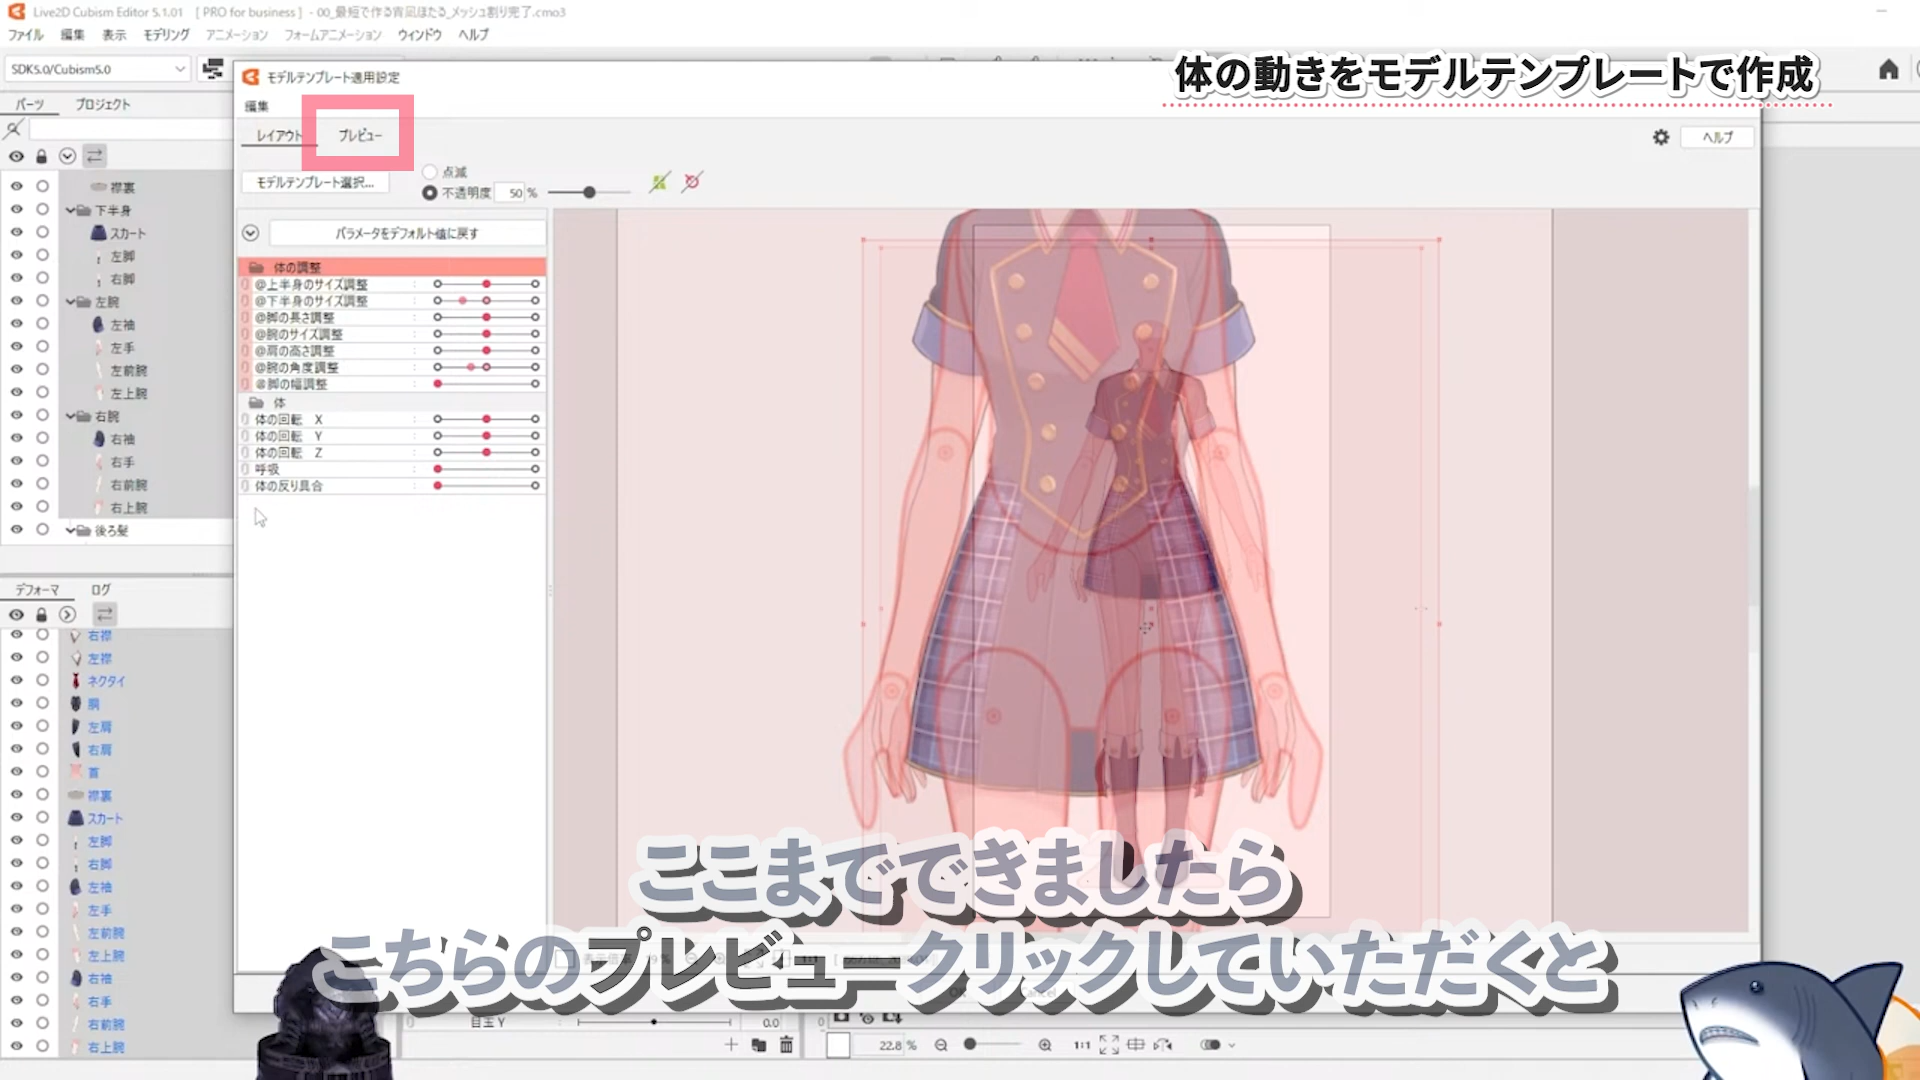 Live2D Cubism Editor 5.1.01 [ PRO for business ] - 00_最短で作る宵凪ほたる_メッシュ割り完了.cmo3
ファイル 編集 表示 モデリング アニメーション フォームアニメーション ウィンドウ ヘルプ
SDK5.0/Cubism5.0
体の動きをモデルテンプレートで作成
モデルテンプレート適用設定
編集
パーツ プロジェクト
レイアウト プレビュー
ヘルプ
モデルテンプレート選択...
点滅
不透明度 50 %
パラメータをデフォルト値に戻す
体の調整
@上半身のサイズ調整
@下半身のサイズ調整
@脚の長さ調整
@腕のサイズ調整
@肩の高さ調整
@腕の角度調整
@脚の幅調整
体
体の回転 X
体の回転 Y
体の回転 Z
呼吸
体の反り具合
襟裏
下半身
スカート
左脚
右脚
左腕
左袖
左手
左前腕
左上腕
右腕
右袖
右手
右前腕
右上腕
後ろ髪
デフォーマ ログ
右襟
左襟
ネクタイ
胴
左肩
右肩
首
襟裏
スカート
左脚
右脚
左袖
左手
左前腕
左上腕
右袖
右手
右前腕
右上腕
ここまでできましたら
こちらのプレビュークリックしていただくと
目玉 Y 0.0
0
22.8 %
1:1